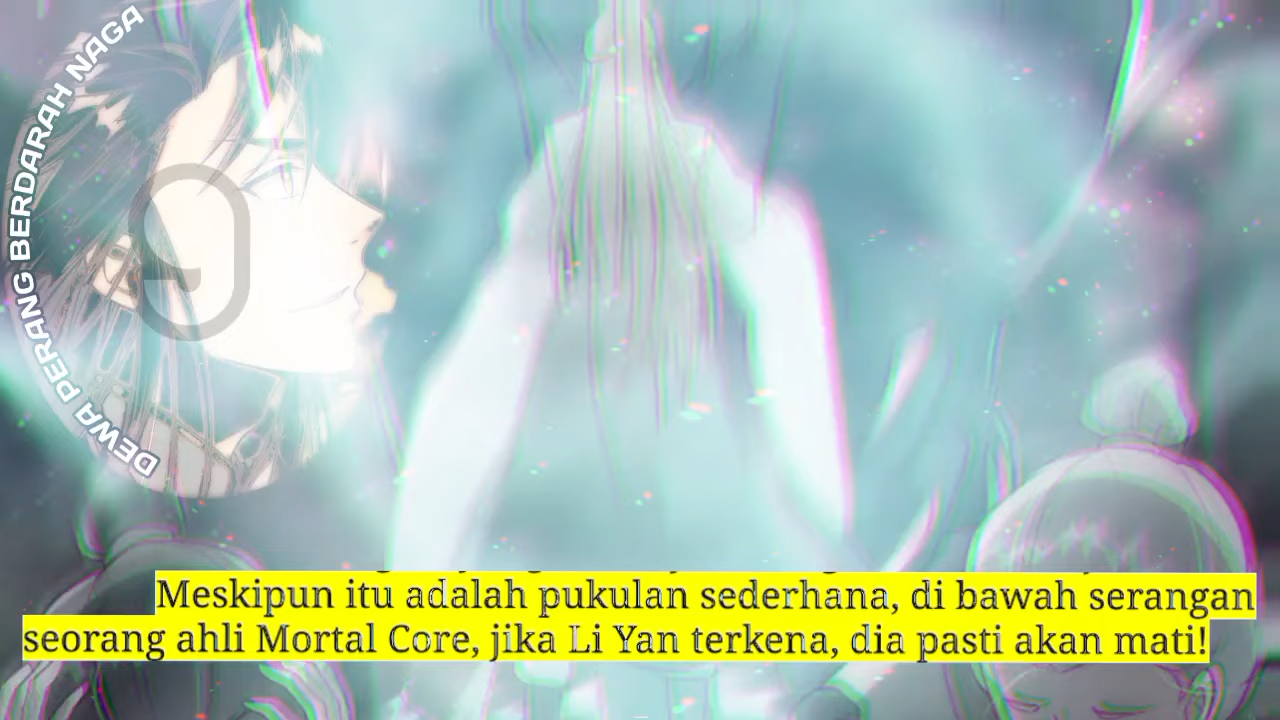 DEWA PERANG BERDARAH NAGA
Meskipun itu adalah pukulan sederhana, di bawah serangan
seorang ahli Mortal Core, jika Li Yan terkena, dia pasti akan mati!